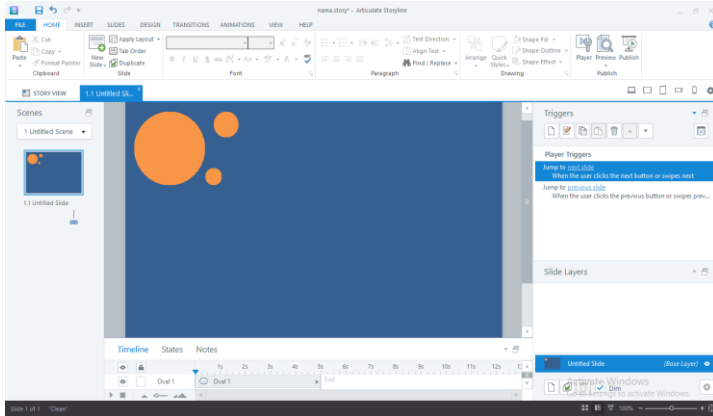 nama.story* - Articulate Storyline
FILE HOME INSERT SLIDES DESIGN TRANSITIONS ANIMATIONS VIEW HELP
Paste
Cut
Copy
Format Painter
Clipboard
New Slide
Apply Layout
Tab Order
Duplicate
Slide
B I U S abc
Aa
A
Font
Text Direction
Align Text
Find / Replace
Paragraph
Arrange
Quick Styles
Shape Fill
Shape Outline
Shape Effect
Drawing
Player Preview Publish
Publish
STORY VIEW
1.1 Untitled Sli...
Scenes
1 Untitled Scene
1.1 Untitled Slide
Triggers
Player Triggers
Jump to next slide
When the user clicks the next button or swipes next
Jump to previous slide
When the user clicks the previous button or swipes prev...
Slide Layers
Untitled Slide (Base Layer)
Dim
Activate Windows
Go to Settings to activate Windows.
Timeline States Notes
1s 2s 3s 4s 5s 6s 7s 8s 9s 10s 11s 12s
Oval 1
Oval 1
End
Slide 1 of 1 "Clean"
100%